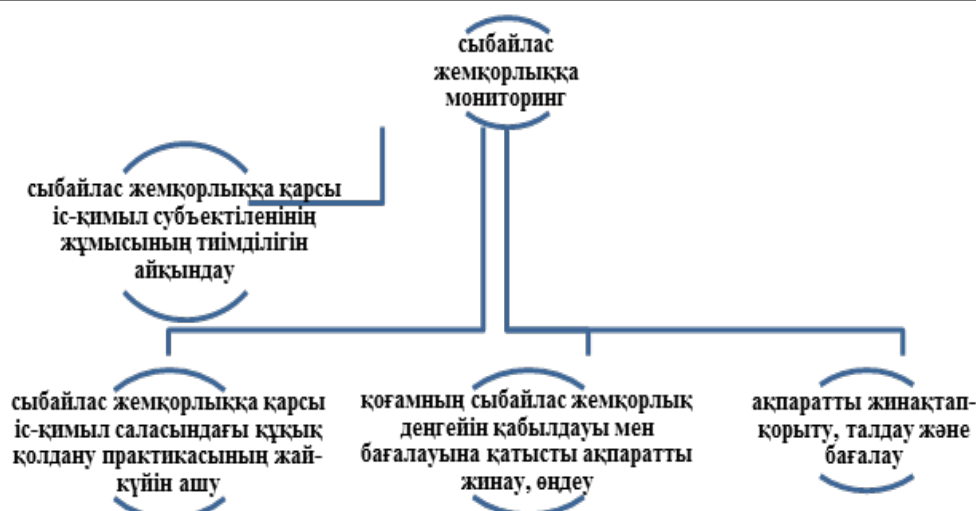 сыбайлас
жемқорлыққа
мониторинг
сыбайлас жемқорлыққа қарсы
іс-қимыл субъектіленінің
жұмысының тиімділігін
айқындау
сыбайлас жемқорлыққа қарсы
іс-қимыл саласындағы құқық
қолдану практикасының жай-
күйін ашу
қоғамның сыбайлас жемқорлық
деңгейін қабылдауы мен
бағалауына қатысты ақпаратты
жинау, өңдеу
ақпаратты жинақтап-
қорыту, талдау және
бағалау